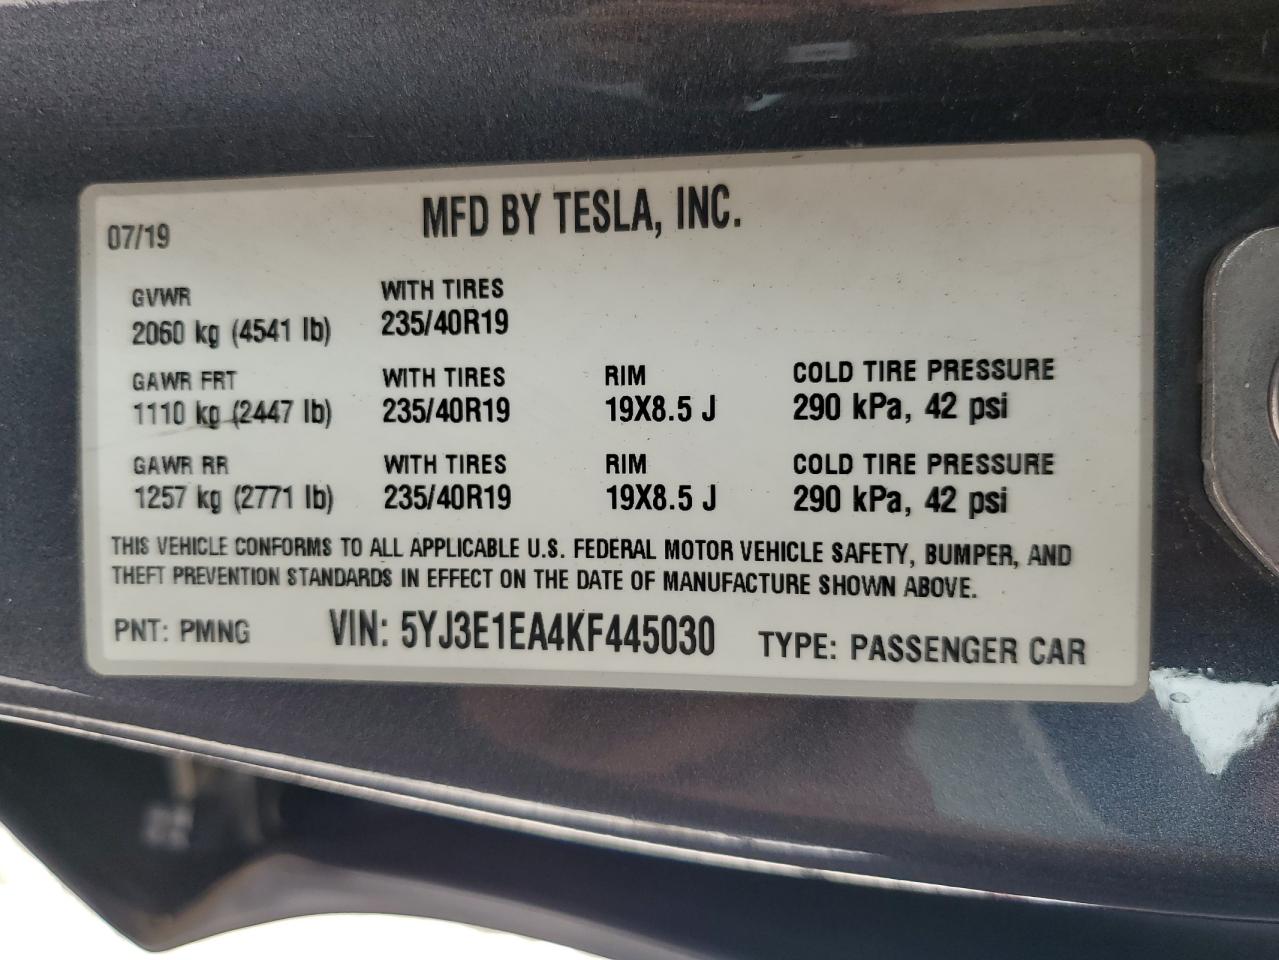 07/19 MFD BY TESLA, INC.
GVWR WITH TIRES
2060 kg (4541 lb) 235/40R19
GAWR FRT WITH TIRES RIM COLD TIRE PRESSURE
1110 kg (2447 lb) 235/40R19 19X8.5 J 290 kPa, 42 psi
GAWR RR WITH TIRES RIM COLD TIRE PRESSURE
1257 kg (2771 lb) 235/40R19 19X8.5 J 290 kPa, 42 psi
THIS VEHICLE CONFORMS TO ALL APPLICABLE U.S. FEDERAL MOTOR VEHICLE SAFETY, BUMPER, AND
THEFT PREVENTION STANDARDS IN EFFECT ON THE DATE OF MANUFACTURE SHOWN ABOVE.
PNT: PMNG VIN: 5YJ3E1EA4KF445030 TYPE: PASSENGER CAR